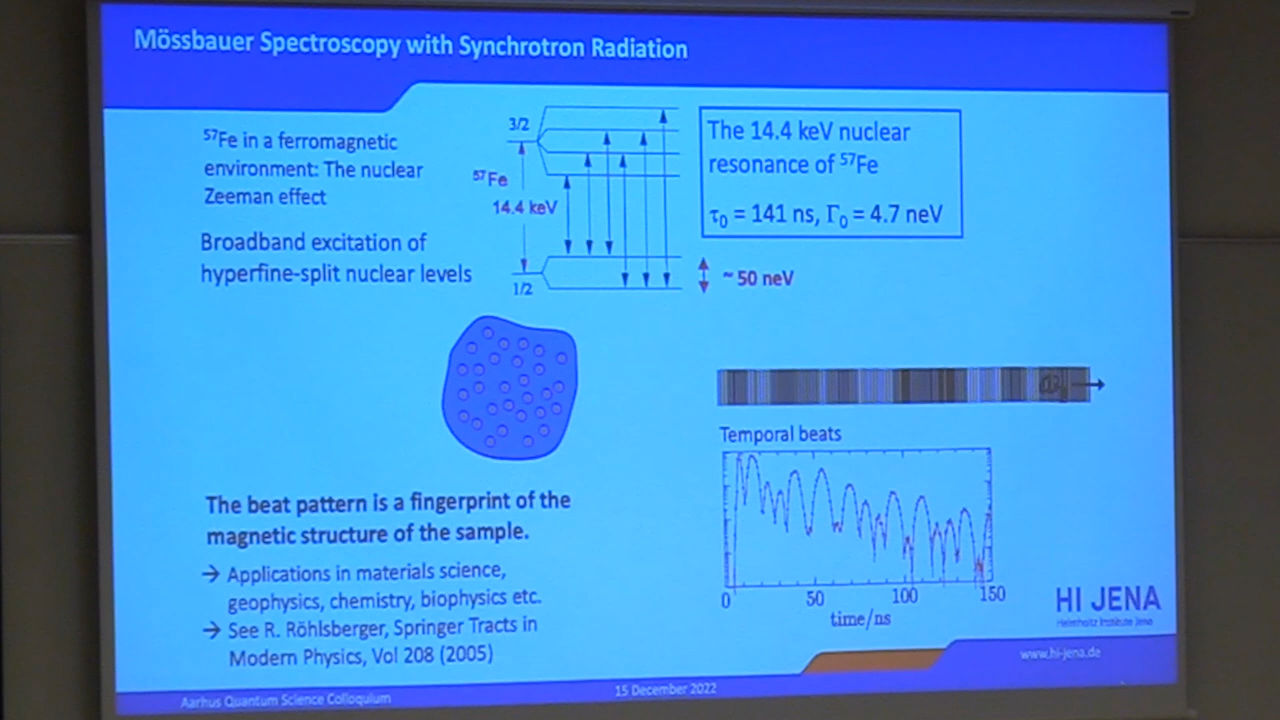 Mössbauer Spectroscopy with Synchrotron Radiation
⁵⁷Fe in a ferromagnetic
environment: The nuclear
Zeeman effect
Broadband excitation of
hyperfine-split nuclear levels
3/2
⁵⁷Fe
14.4 keV
1/2
The 14.4 keV nuclear
resonance of ⁵⁷Fe
τ₀ = 141 ns, Γ₀ = 4.7 neV
~ 50 neV
The beat pattern is a fingerprint of the
magnetic structure of the sample.
→ Applications in materials science,
geophysics, chemistry, biophysics etc.
→ See R. Röhlsberger, Springer Tracts in
Modern Physics, Vol 208 (2005)
Temporal beats
0 50 100 150
time/ns
HI JENA
Helmholtz Institute Jena
www.hi-jena.de
Aarhus Quantum Science Colloquium
15 December 2022